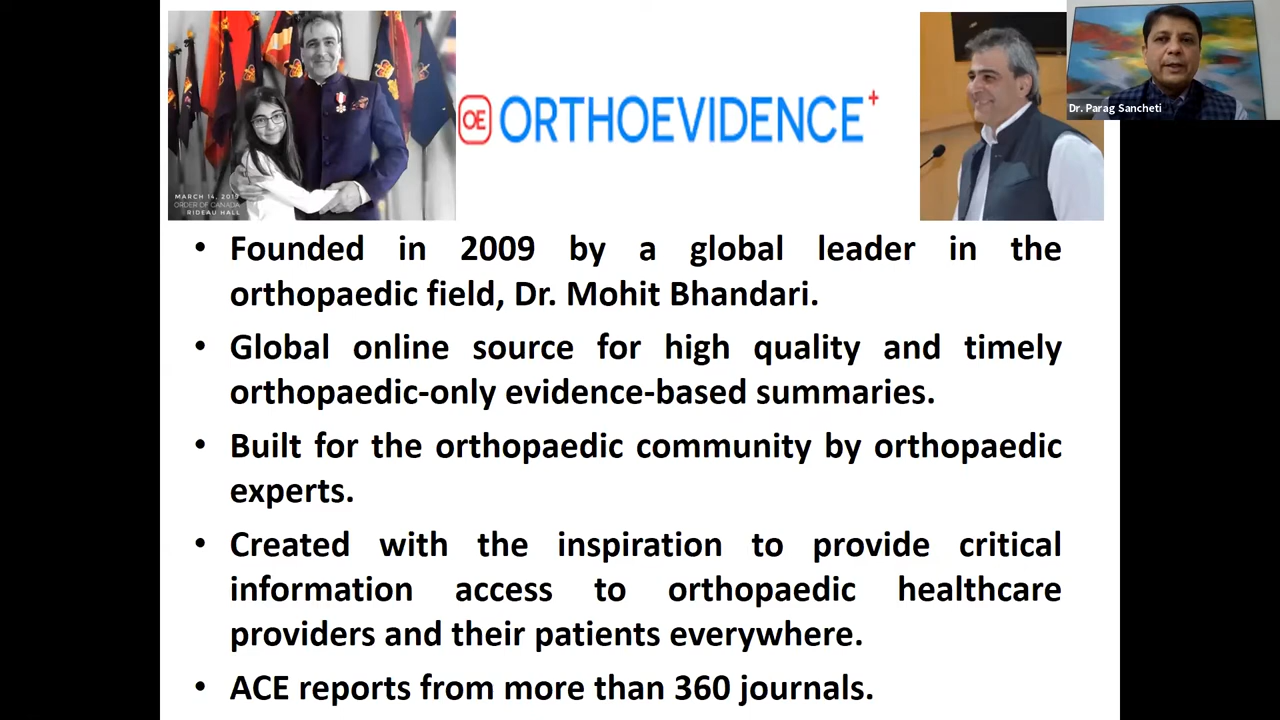 MARCH 14, 2019
ORDER OF CANADA
RIDEAU HALL
OE ORTHOEVIDENCE+
Dr. Parag Sancheti
• Founded in 2009 by a global leader in the
orthopaedic field, Dr. Mohit Bhandari.
• Global online source for high quality and timely
orthopaedic-only evidence-based summaries.
• Built for the orthopaedic community by orthopaedic
experts.
• Created with the inspiration to provide critical
information access to orthopaedic healthcare
providers and their patients everywhere.
• ACE reports from more than 360 journals.